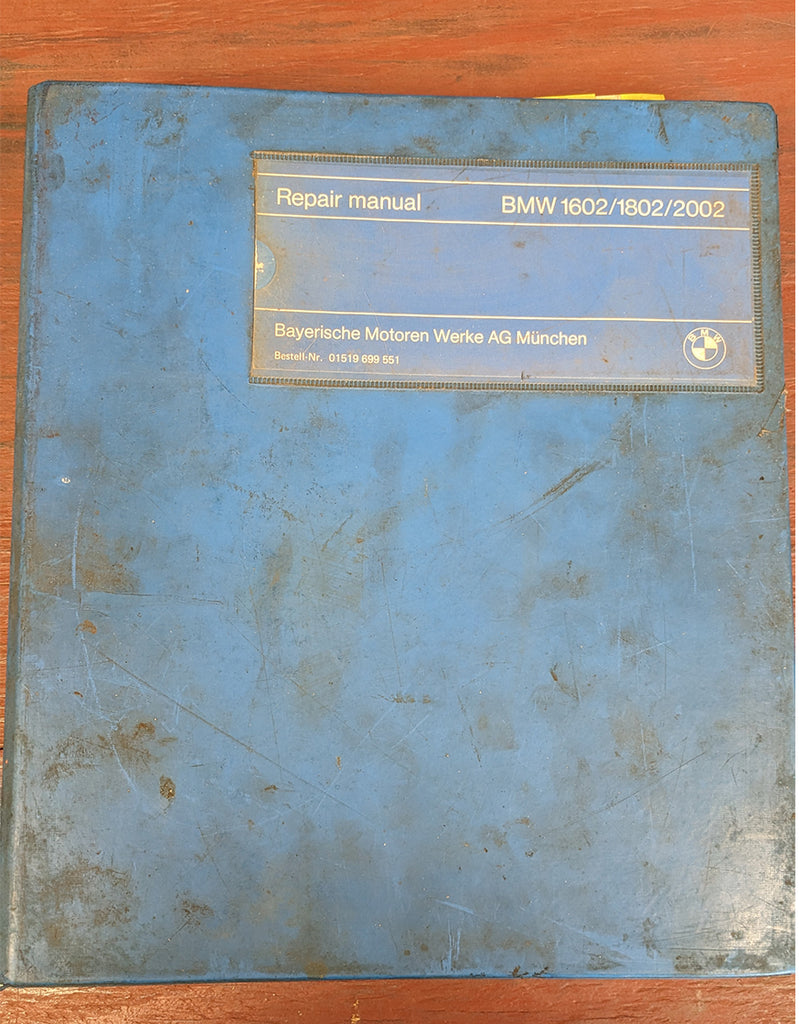 Repair manual BMW 1602/1802/2002
Bayerische Motoren Werke AG München
Bestell-Nr. 01519 699 551
BMW